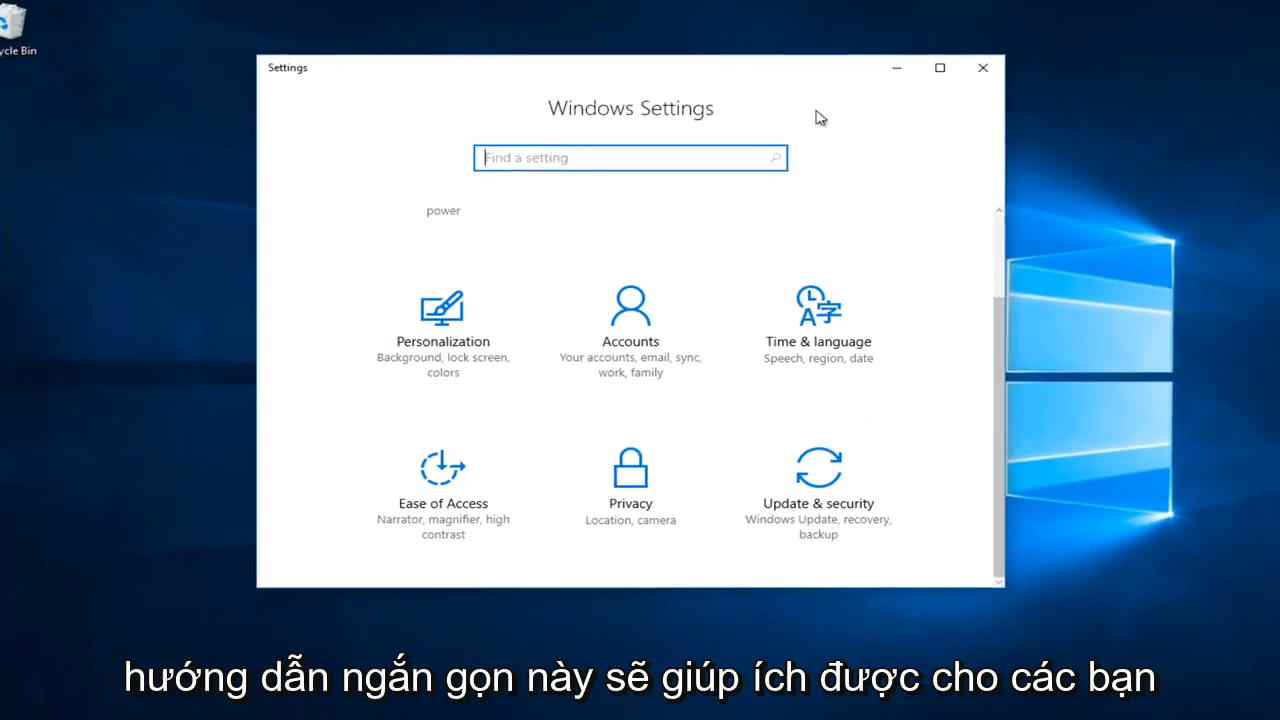 ycle Bin
Settings
Windows Settings
Find a setting
power
Personalization
Background, lock screen,
colors
Accounts
Your accounts, email, sync,
work, family
Time & language
Speech, region, date
Ease of Access
Narrator, magnifier, high
contrast
Privacy
Location, camera
Update & security
Windows Update, recovery,
backup
hướng dẫn ngắn gọn này sẽ giúp ích được cho các bạn